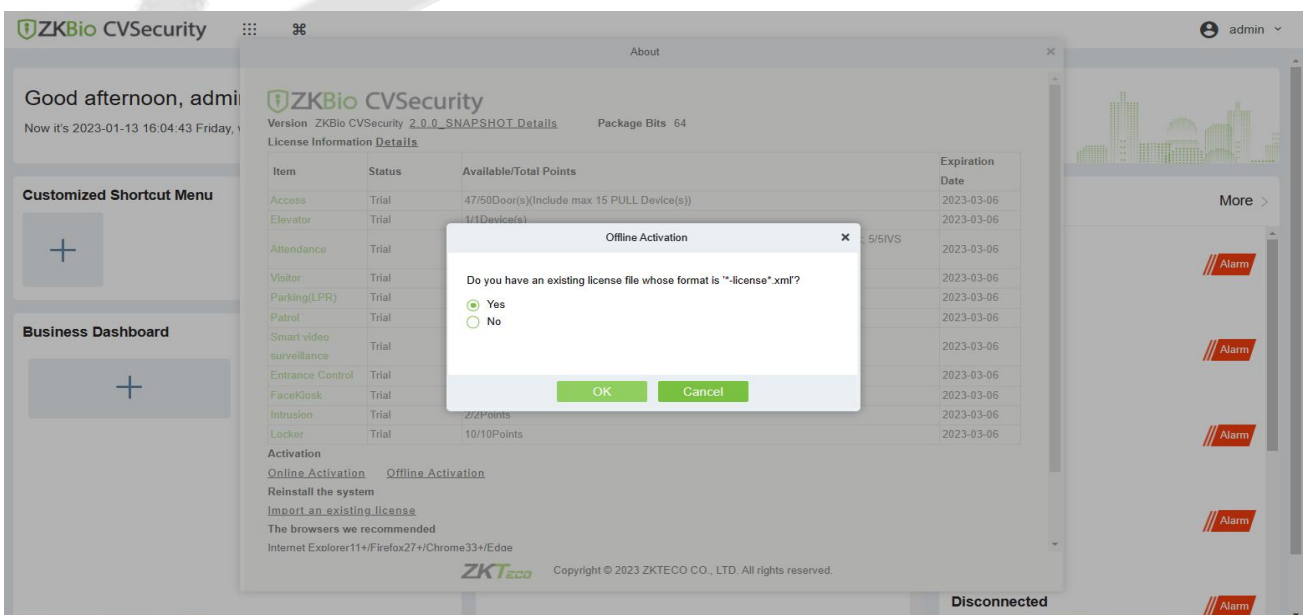 ZKBio CVSecurity
admin
About
Good afternoon, admi
Now it's 2023-01-13 16:04:43 Friday,
ZKBio CVSecurity
Version ZKBio CVSecurity 2.0.0_SNAPSHOT Details Package Bits 64
License Information Details
Item Status Available/Total Points Expiration Date
Access Trial 47/50Door(s)(Include max 15 PULL Device(s)) 2023-03-06
Elevator Trial 1/1Device(s) 2023-03-06
Attendance Trial ; 5/5IVS 2023-03-06
Visitor Trial 2023-03-06
Parking(LPR) Trial 2023-03-06
Patrol Trial 2023-03-06
Smart video surveillance Trial 2023-03-06
Entrance Control Trial 2023-03-06
FaceKiosk Trial 2023-03-06
Intrusion Trial 2/2Points 2023-03-06
Locker Trial 10/10Points 2023-03-06
Activation
Online Activation Offline Activation
Reinstall the system
Import an existing license
The browsers we recommended
Internet Explorer11+/Firefox27+/Chrome33+/Edge
ZKTeco Copyright © 2023 ZKTECO CO., LTD. All rights reserved.
Offline Activation
Do you have an existing license file whose format is '*-license*.xml'?
Yes
No
OK Cancel
Customized Shortcut Menu
Business Dashboard
More
Alarm
Alarm
Alarm
Alarm
Disconnected
Alarm